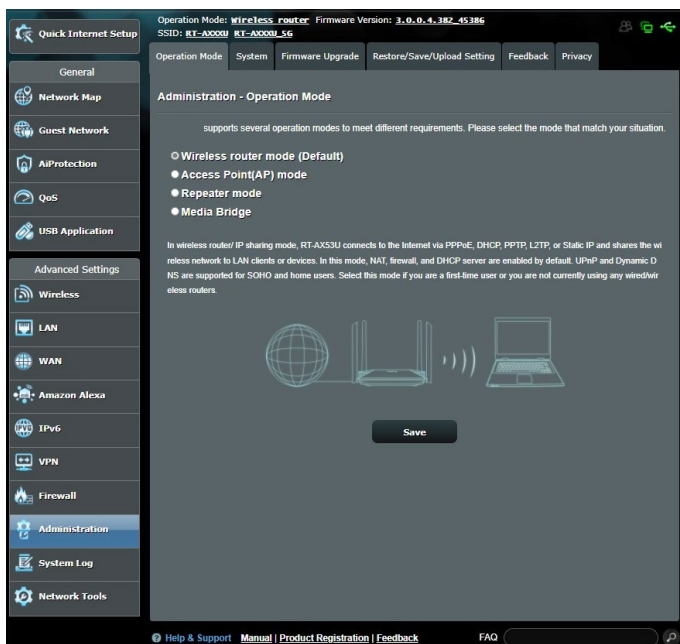 Quick Internet Setup
Operation Mode: Wireless router Firmware Version: 3.0.0.4.382_45386
SSID: RT-AXXXU RT-AXXXU_5G
Operation Mode System Firmware Upgrade Restore/Save/Upload Setting Feedback Privacy
General
Network Map
Guest Network
AiProtection
QoS
USB Application
Advanced Settings
Wireless
LAN
WAN
Amazon Alexa
IPv6
VPN
Firewall
Administration
System Log
Network Tools
Administration - Operation Mode
supports several operation modes to meet different requirements. Please select the mode that match your situation.
Wireless router mode (Default)
Access Point(AP) mode
Repeater mode
Media Bridge
In wireless router/ IP sharing mode, RT-AX53U connects to the Internet via PPPoE, DHCP, PPTP, L2TP, or Static IP and shares the wi
reless network to LAN clients or devices. In this mode, NAT, firewall, and DHCP server are enabled by default. UPnP and Dynamic D
NS are supported for SOHO and home users. Select this mode if you are a first-time user or you are not currently using any wired/wir
eless routers.
Save
Help & Support Manual | Product Registration | Feedback FAQ